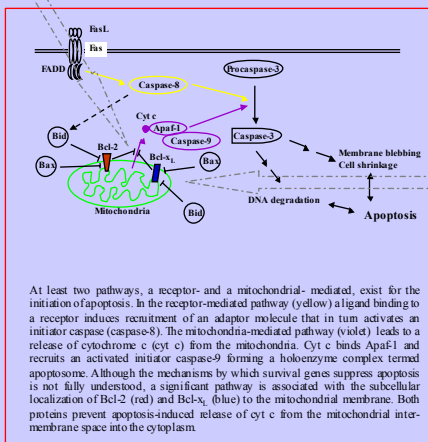 FasL
Fas
FADD
Procaspase-3
Caspase-8
Cyt c
Apaf-1
Caspase-9
Bid
Bcl-2
Caspase-3
Bax
Bcl-xL
Bax
Membrane blebbing
Cell shrinkage
Mitochondria
Bid
DNA degradation
Apoptosis
At least two pathways, a receptor- and a mitochondrial- mediated, exist for the
initiation of apoptosis. In the receptor-mediated pathway (yellow) a ligand binding to
a receptor induces recruitment of an adaptor molecule that in turn activates an
initiator caspase (caspase-8). The mitochondria-mediated pathway (violet) leads to a
release of cytochrome c (cyt c) from the mitochondria. Cyt c binds Apaf-1 and
recruits an activated initiator caspase-9 forming a holoenzyme complex termed
apoptosome. Although the mechanisms by which survival genes suppress apoptosis
is not fully understood, a significant pathway is associated with the subcellular
localization of Bcl-2 (red) and Bcl-xL (blue) to the mitochondrial membrane. Both
proteins prevent apoptosis-induced release of cyt c from the mitochondrial inter-
membrane space into the cytoplasm.